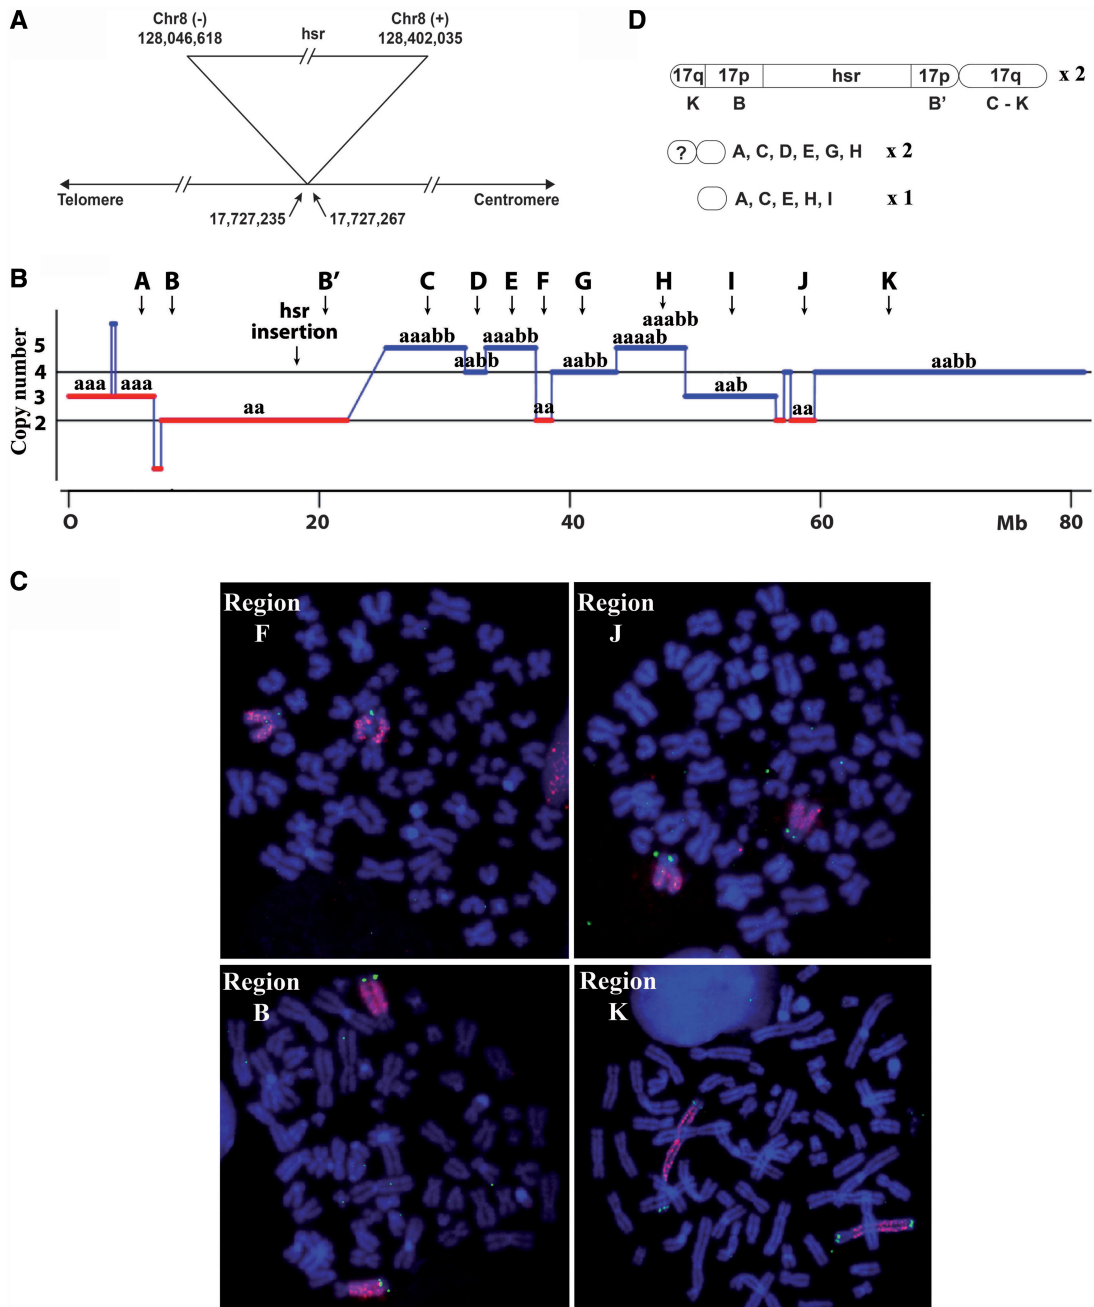 A
Chr8 (-)
128,046,618
hsr
Chr8 (+)
128,402,035
Telomere
Centromere
17,727,235
17,727,267
D
17q 17p hsr 17p 17q x 2
K B B' C - K
? A, C, D, E, G, H x 2
A, C, E, H, I x 1
B
A B B' C D E F G H I J K
hsr
insertion
Copy number
5
4
3
2
aaa aaa
aa
aaabb
aabb
aaabb
aa
aabb
aaabb
aaaab
aab
aa
aabb
0 20 40 60 Mb 80
C
Region
F
Region
J
Region
B
Region
K